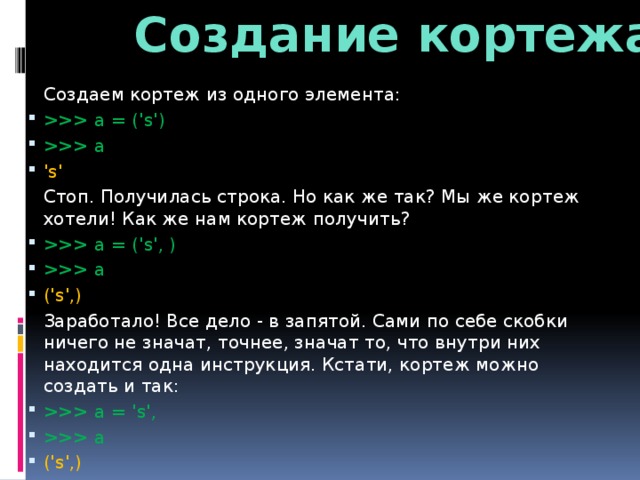 Создание кортежа
Создаем кортеж из одного элемента:
>>> a = ('s')
>>> a
's'
Стоп. Получилась строка. Но как же так? Мы же кортеж
хотели! Как же нам кортеж получить?
>>> a = ('s', )
>>> a
('s',)
Заработало! Все дело - в запятой. Сами по себе скобки
ничего не значат, точнее, значат то, что внутри них
находится одна инструкция. Кстати, кортеж можно
создать и так:
>>> a = 's',
>>> a
('s',)